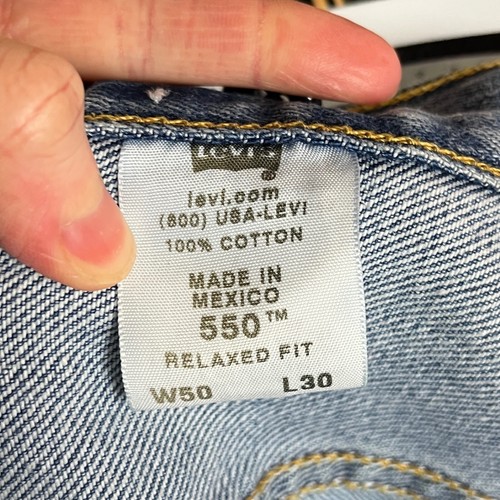 Levi's
levi.com
(800) USA-LEVI
100% COTTON
MADE IN
MEXICO
550™
RELAXED FIT
W50 L30